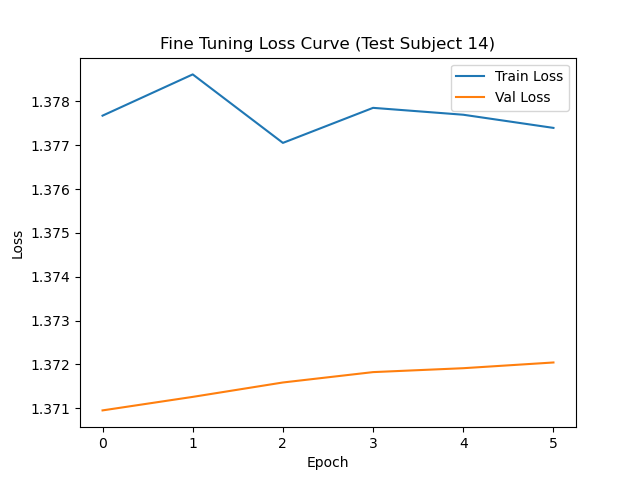 Fine Tuning Loss Curve (Test Subject 14)
Train Loss
Val Loss
1.378
1.377
1.376
1.375
1.374
1.373
1.372
1.371
Loss
0 1 2 3 4 5
Epoch